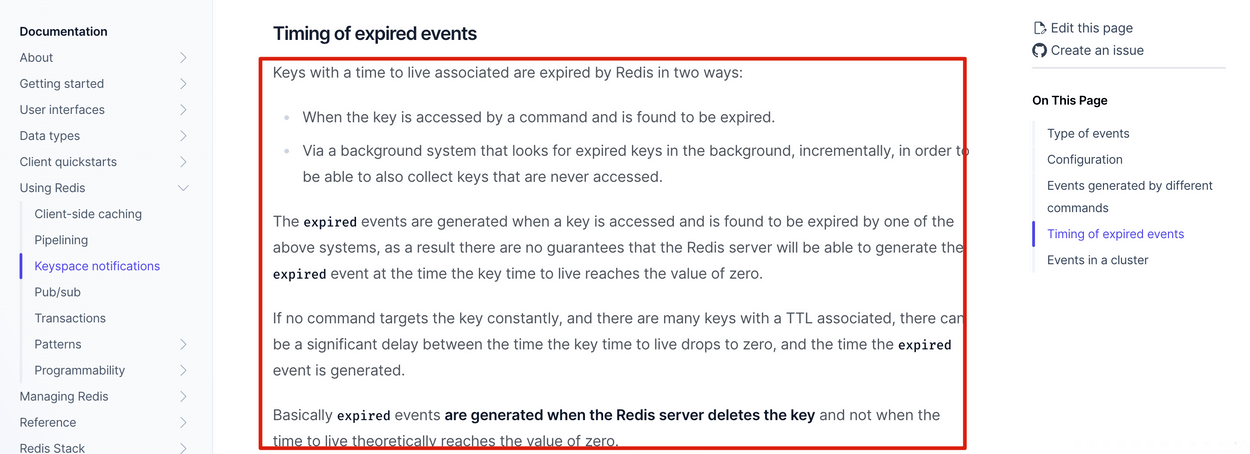 Documentation
About
Getting started
User interfaces
Data types
Client quickstarts
Using Redis
Client-side caching
Pipelining
Keyspace notifications
Pub/sub
Transactions
Patterns
Programmability
Managing Redis
Reference
Redis Stack
Timing of expired events
Keys with a time to live associated are expired by Redis in two ways:
When the key is accessed by a command and is found to be expired.
Via a background system that looks for expired keys in the background, incrementally, in order to
be able to also collect keys that are never accessed.
The expired events are generated when a key is accessed and is found to be expired by one of the
above systems, as a result there are no guarantees that the Redis server will be able to generate the
expired event at the time the key time to live reaches the value of zero.
If no command targets the key constantly, and there are many keys with a TTL associated, there can
be a significant delay between the time the key time to live drops to zero, and the time the expired
event is generated.
Basically expired events are generated when the Redis server deletes the key and not when the
time to live theoretically reaches the value of zero.
Edit this page
Create an issue
On This Page
Type of events
Configuration
Events generated by different
commands
Timing of expired events
Events in a cluster